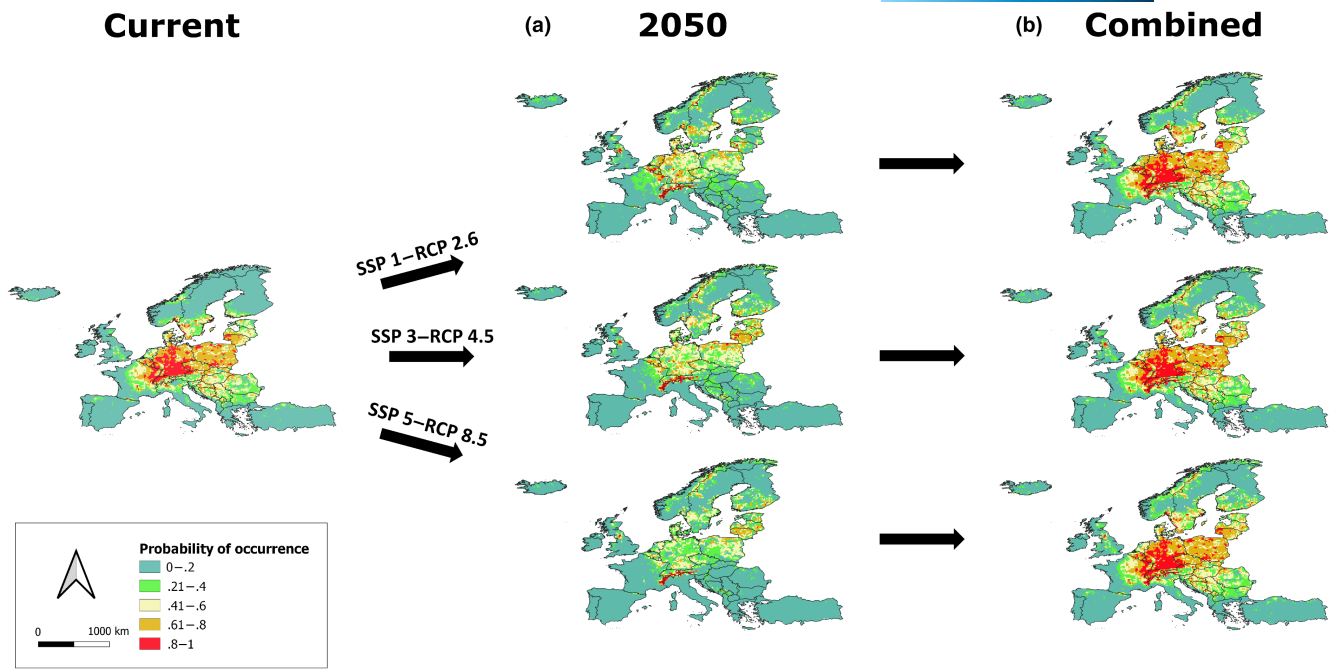 Current
(a)
2050
(b)
Combined
SSP 1−RCP 2.6
SSP 3−RCP 4.5
SSP 5−RCP 8.5
Probability of occurrence
0−.2
.21−.4
.41−.6
.61−.8
.8−1
0
1000 km